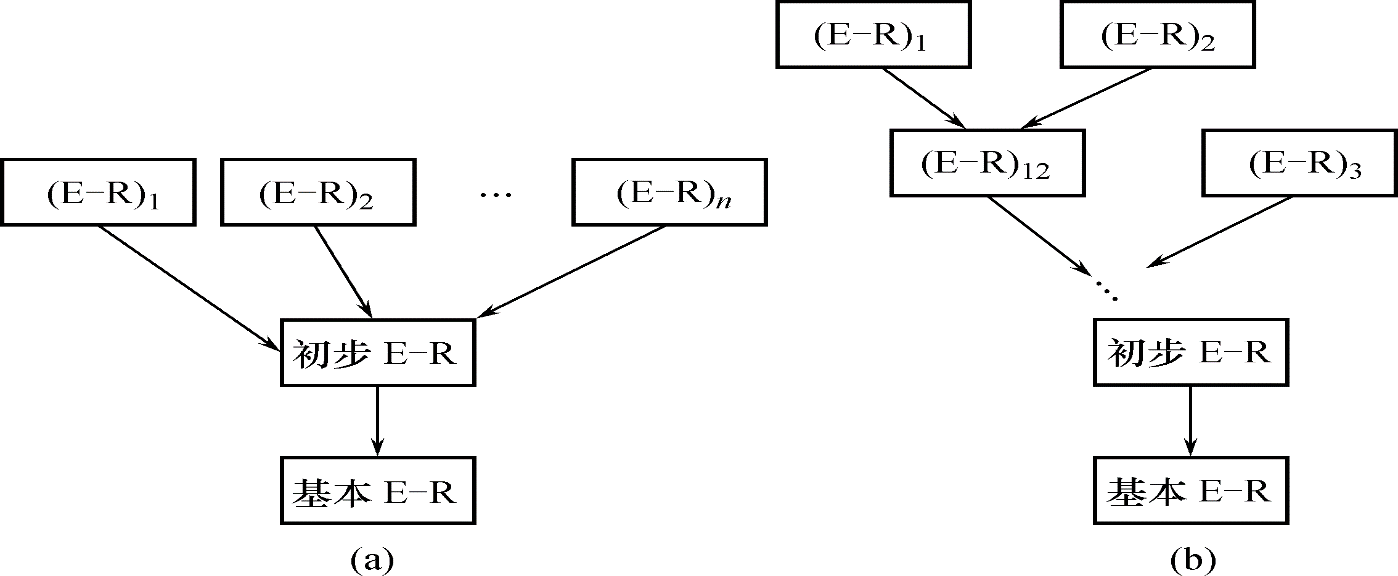 (E-R)1 (E-R)2 … (E-R)n
初步 E-R
基本 E-R
(a)
(E-R)1 (E-R)2
(E-R)12 (E-R)3
⋱
初步 E-R
基本 E-R
(b)